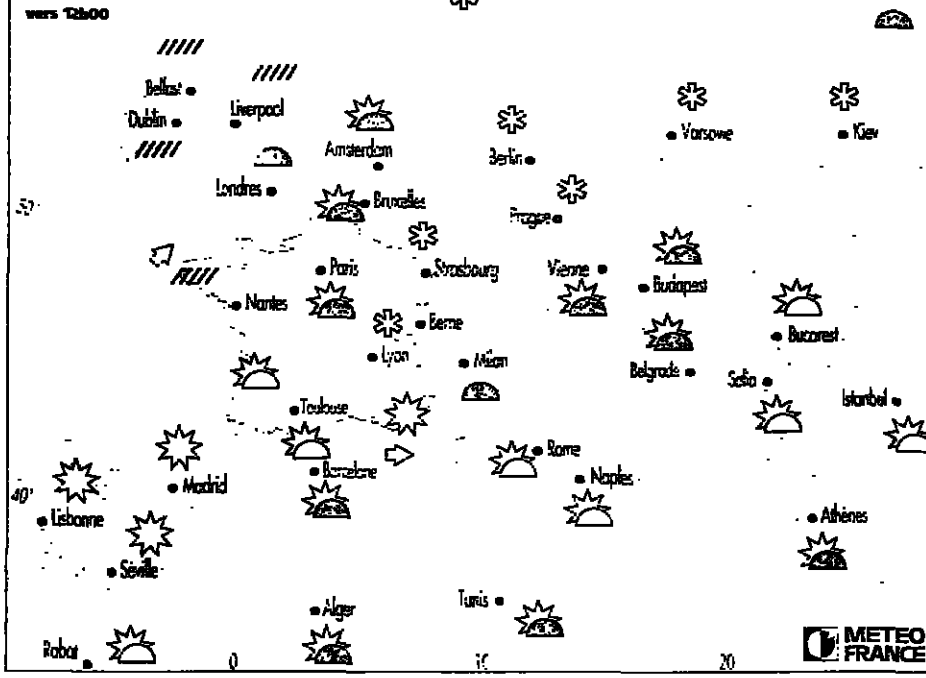 vers 12h00
Belfast
Dublin
Liverpool
Amsterdam
Berlin
Varsovie
Kiev
Londres
Bruxelles
Prague
50°
Paris
Strasbourg
Vienne
Budapest
Nantes
Berne
Bucarest
Lyon
Milan
Belgrade
Sofia
Istanbul
Toulouse
Rome
Barcelone
Naples
Madrid
40°
Lisbonne
Athènes
Séville
Tunis
Alger
Rabat
0
10
20
METEO
FRANCE